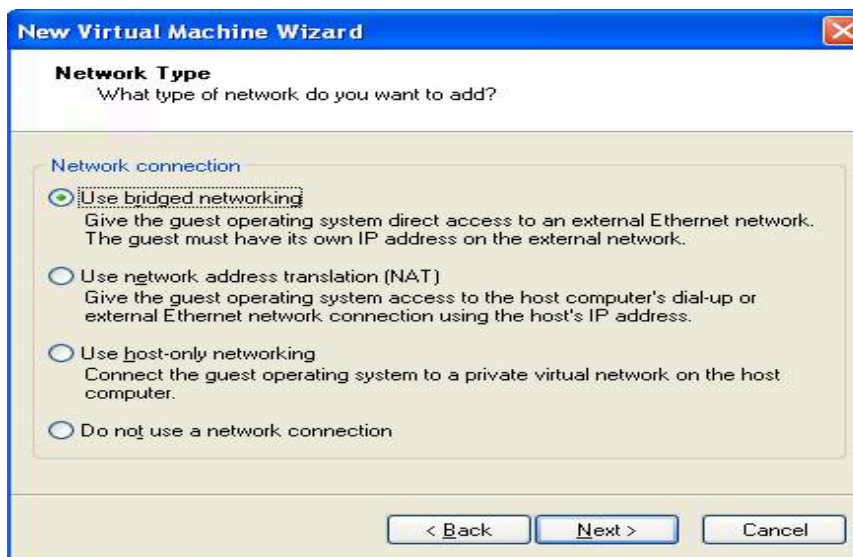 New Virtual Machine Wizard
Network Type
What type of network do you want to add?
Network connection
Use bridged networking
Give the guest operating system direct access to an external Ethernet network.
The guest must have its own IP address on the external network.
Use network address translation (NAT)
Give the guest operating system access to the host computer's dial-up or
external Ethernet network connection using the host's IP address.
Use host-only networking
Connect the guest operating system to a private virtual network on the host
computer.
Do not use a network connection
< Back Next > Cancel